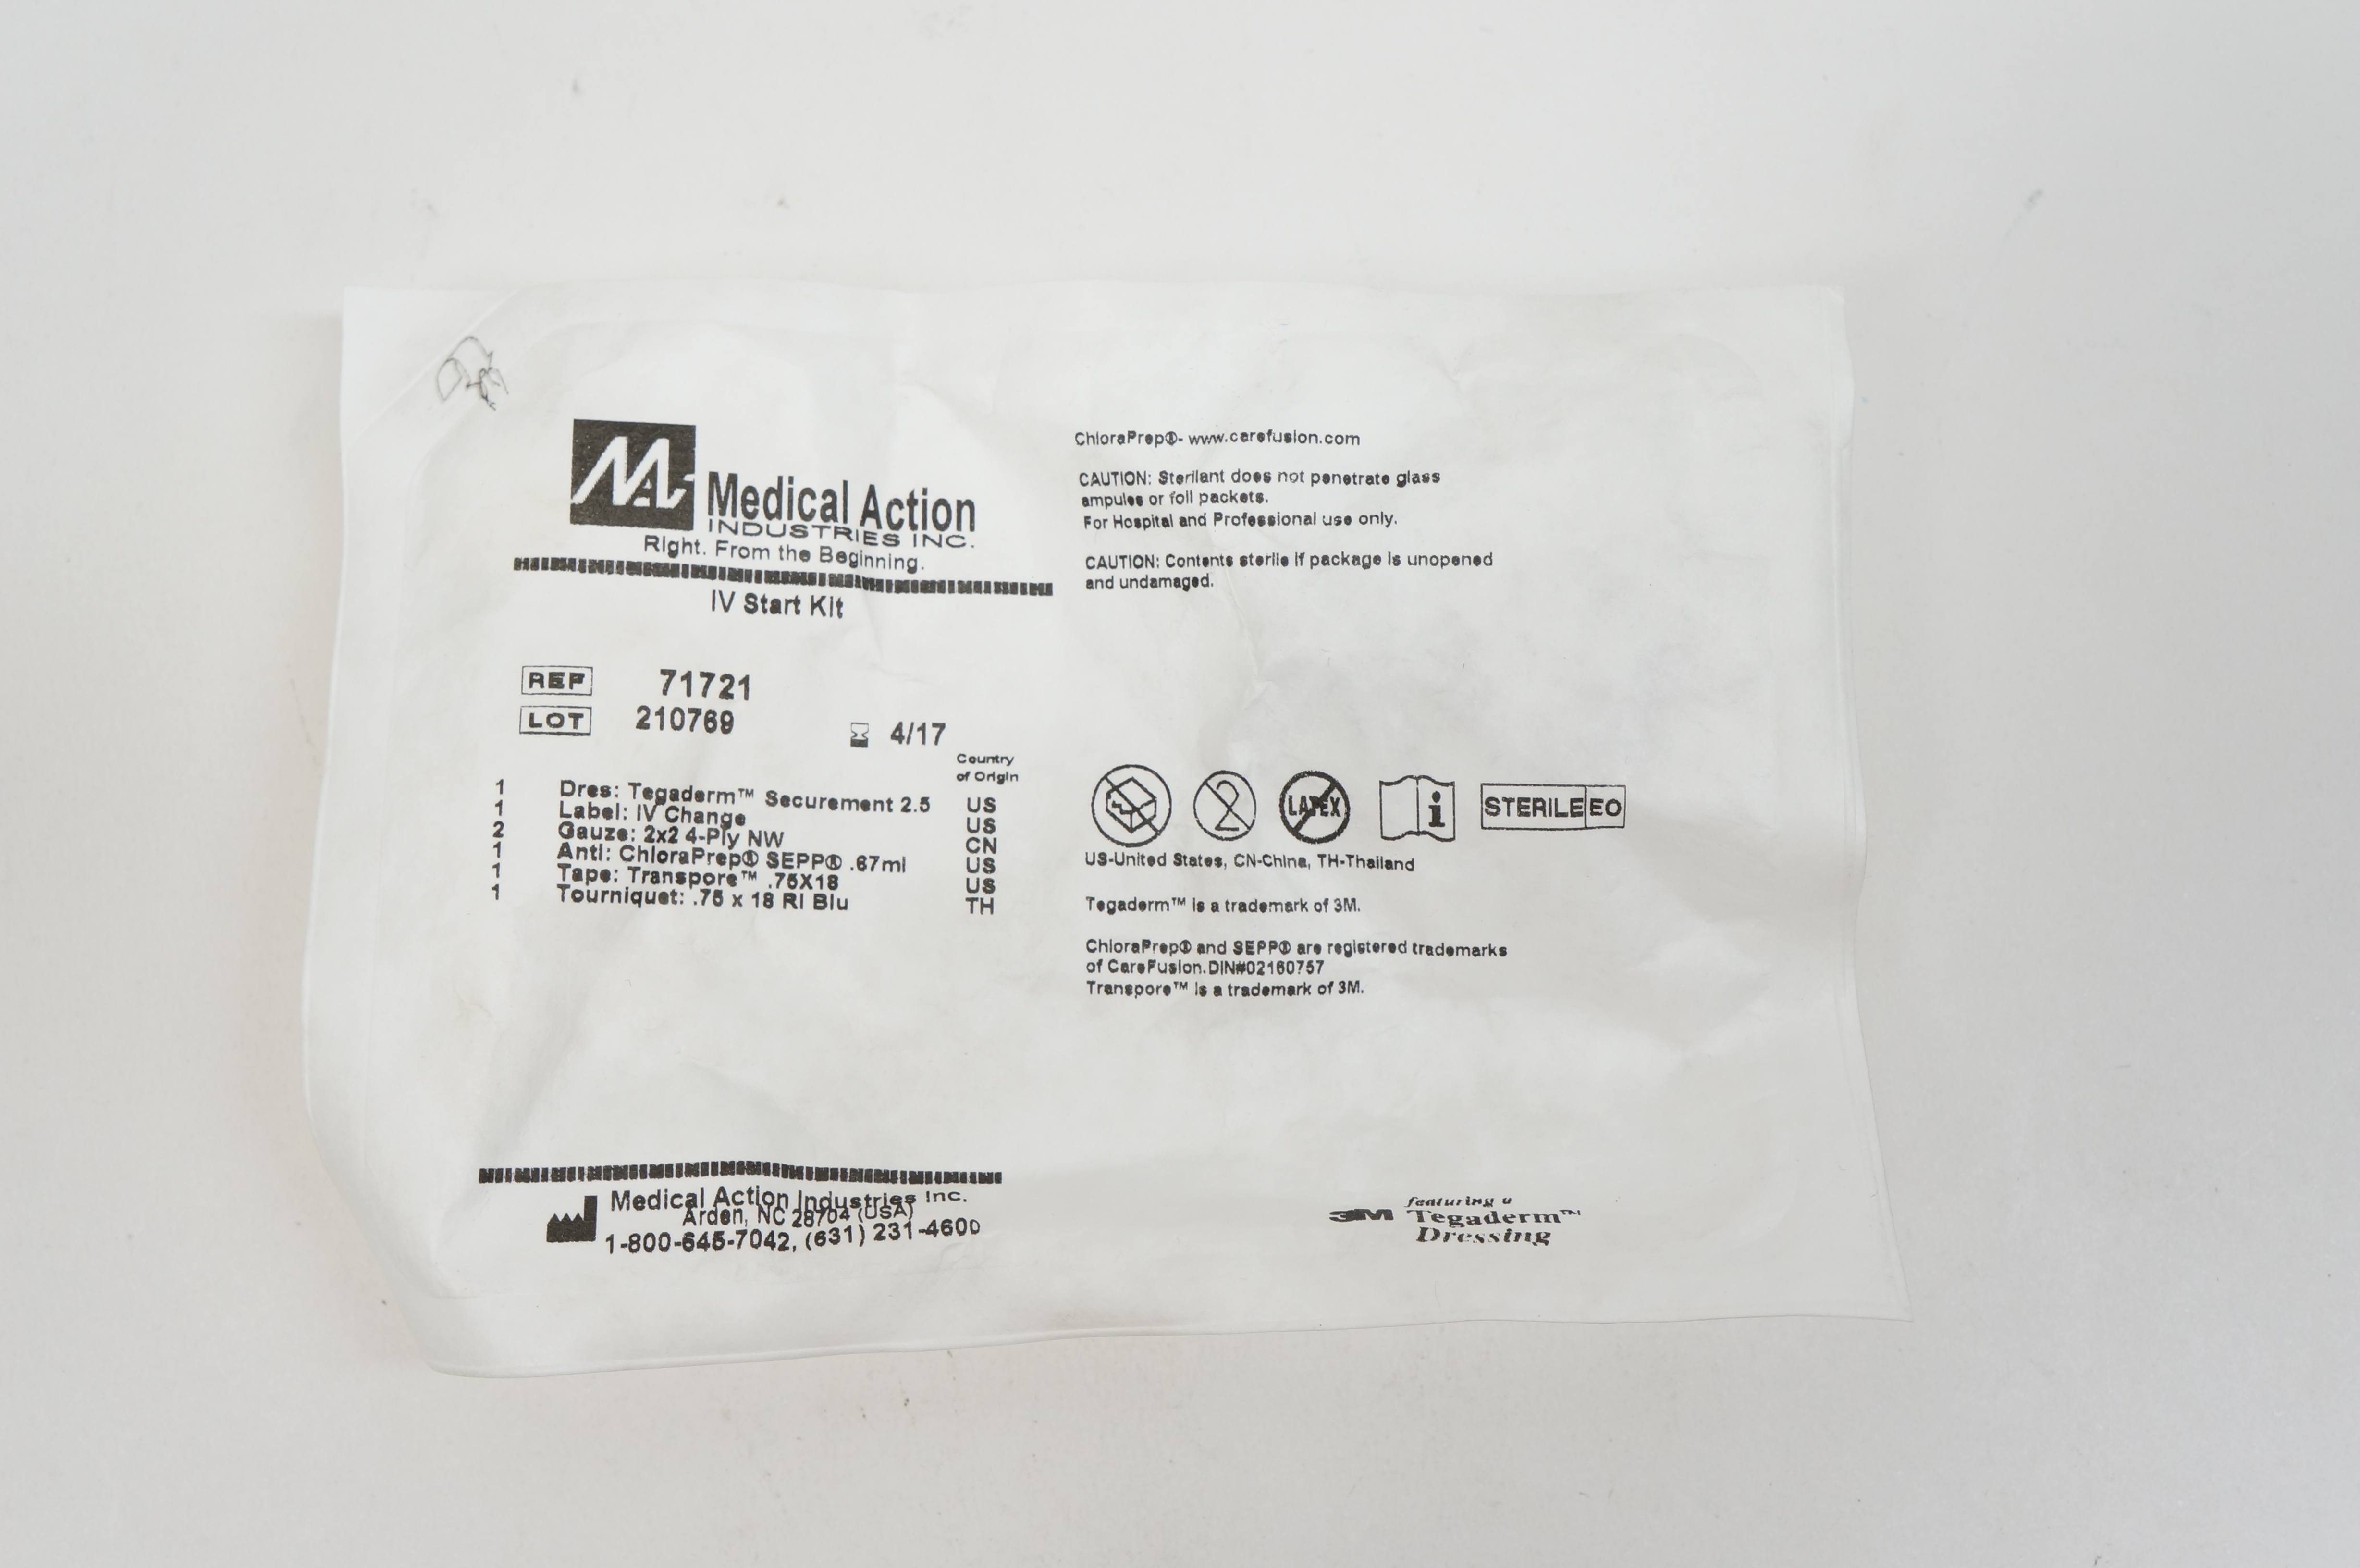 Medical Action
INDUSTRIES INC.
Right. From the Beginning.
IV Start Kit
REF 71721
LOT 210769
4/17
Country
of Origin
1 Dres: Tegaderm™ Securement 2.5 US
1 Label: IV Change US
2 Gauze: 2x2 4-Ply NW CN
1 Anti: ChloraPrep® SEPP® .67ml US
1 Tape: Transpore™ .75X18 US
1 Tourniquet: .75 x 18 Rl Blu TH
Medical Action Industries Inc.
Arden, NC 28704 (USA)
1-800-645-7042, (631) 231-4600
ChloraPrep®- www.carefusion.com
CAUTION: Sterilant does not penetrate glass
ampules or foil packets.
For Hospital and Professional use only.
CAUTION: Contents sterile if package is unopened
and undamaged.
2 LATEX i STERILE EO
US-United States, CN-China, TH-Thailand
Tegaderm™ is a trademark of 3M.
ChloraPrep® and SEPP® are registered trademarks
of CareFusion.DIN#02160757
Transpore™ is a trademark of 3M.
featuring a
3M Tegaderm™
Dressing